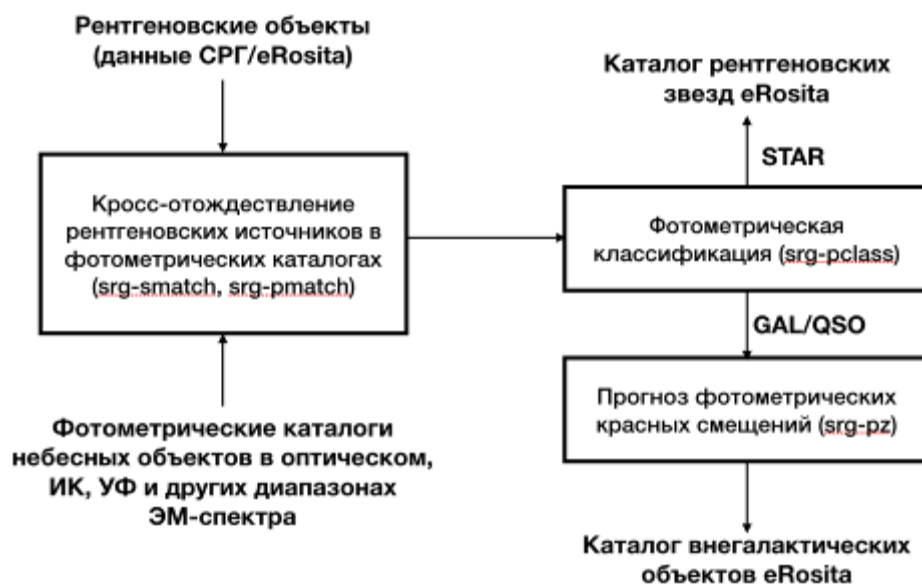 Рентгеновские объекты
(данные СРГ/eRosita)
Каталог рентгеновских
звезд eRosita
STAR
Кросс-отождествление
рентгеновских источников в
фотометрических каталогах
(srg-smatch, srg-pmatch)
Фотометрическая
классификация (srg-pclass)
GAL/QSO
Прогноз фотометрических
красных смещений (srg-pz)
Фотометрические каталоги
небесных объектов в оптическом,
ИК, УФ и других диапазонах
ЭМ-спектра
Каталог внегалактических
объектов eRosita